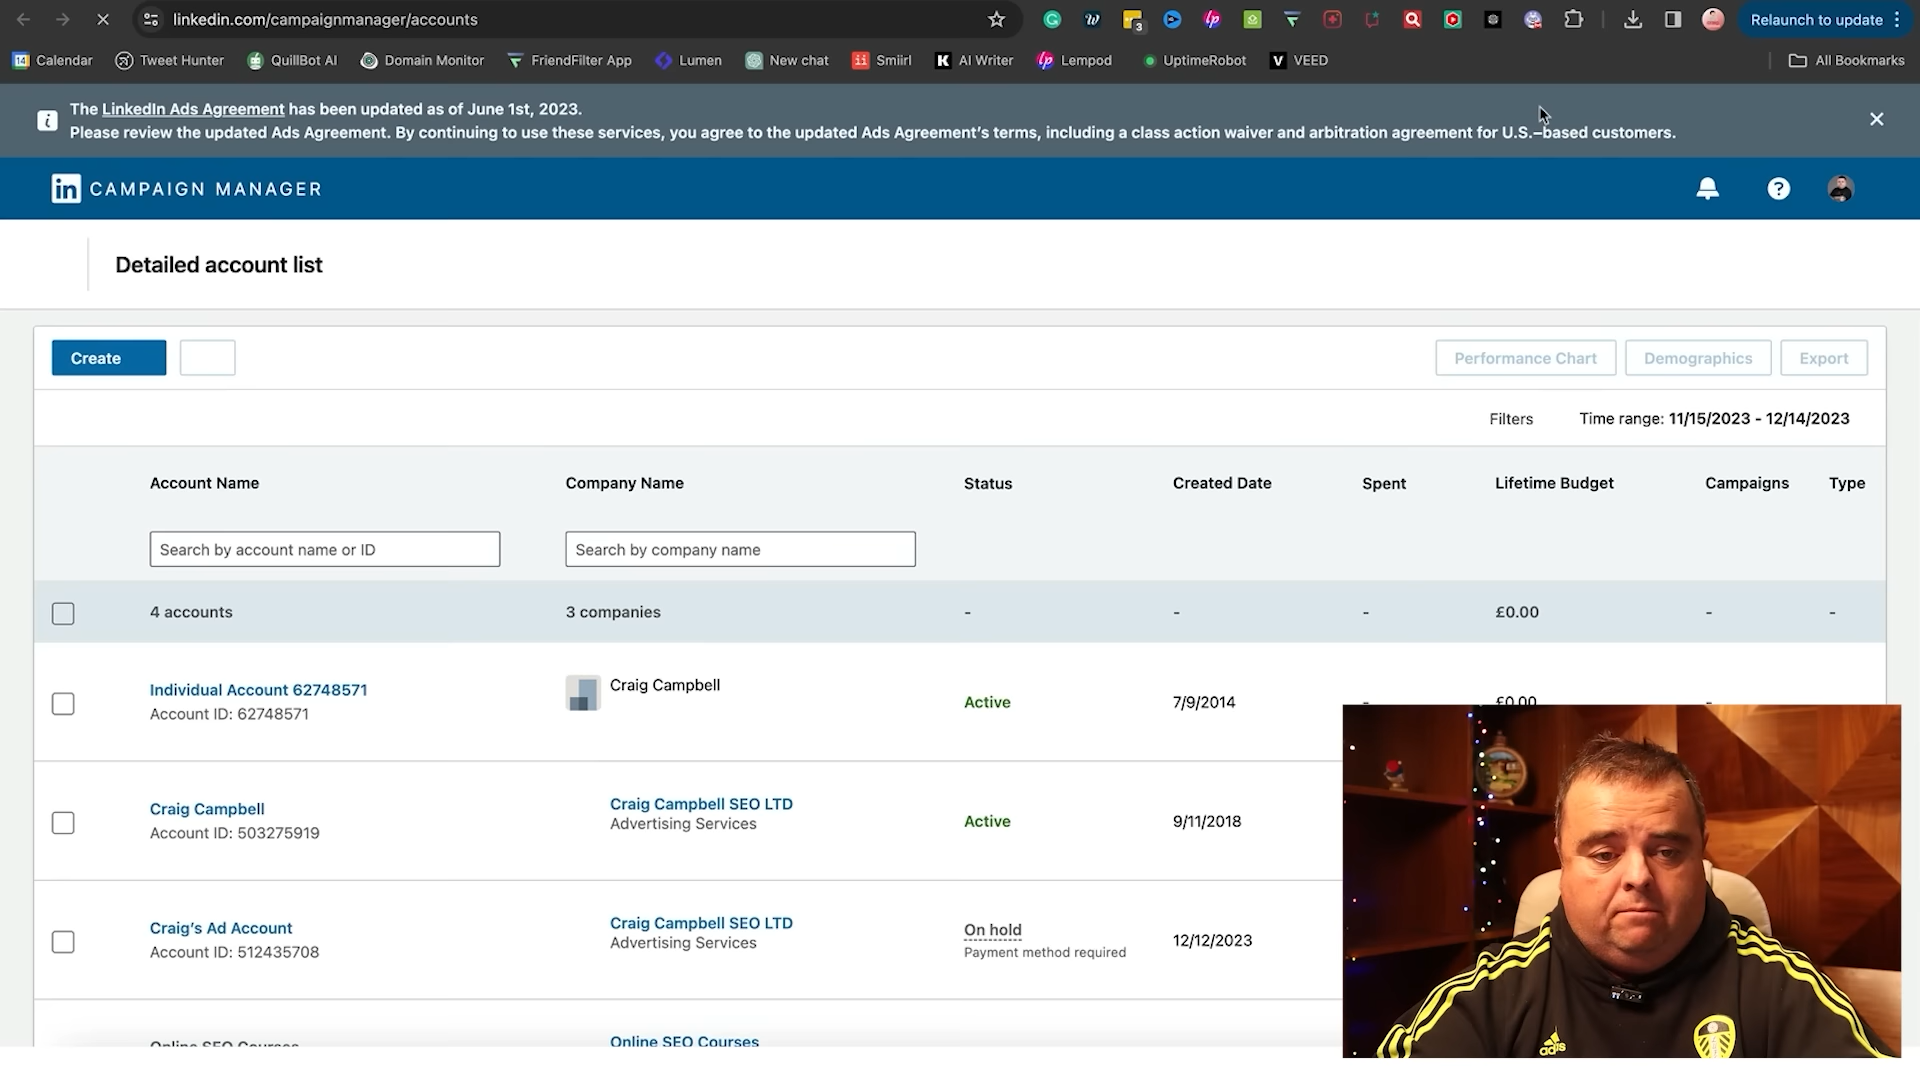 linkedin.com/campaignmanager/accounts
Relaunch to update
Calendar
Tweet Hunter
QuillBot AI
Domain Monitor
FriendFilter App
Lumen
New chat
Smiirl
AI Writer
Lempod
UptimeRobot
VEED
All Bookmarks
The LinkedIn Ads Agreement has been updated as of June 1st, 2023.
Please review the updated Ads Agreement. By continuing to use these services, you agree to the updated Ads Agreement's terms, including a class action waiver and arbitration agreement for U.S.–based customers.
in CAMPAIGN MANAGER
Detailed account list
Create
Performance Chart
Demographics
Export
Filters
Time range: 11/15/2023 - 12/14/2023
Account Name
Company Name
Status
Created Date
Spent
Lifetime Budget
Campaigns
Type
Search by account name or ID
Search by company name
4 accounts
3 companies
-
-
-
£0.00
-
-
Individual Account 62748571
Account ID: 62748571
Craig Campbell
Active
7/9/2014
-
£0.00
-
Craig Campbell
Account ID: 503275919
Craig Campbell SEO LTD
Advertising Services
Active
9/11/2018
Craig's Ad Account
Account ID: 512435708
Craig Campbell SEO LTD
Advertising Services
On hold
Payment method required
12/12/2023
Online SEO Courses
Online SEO Courses
adidas